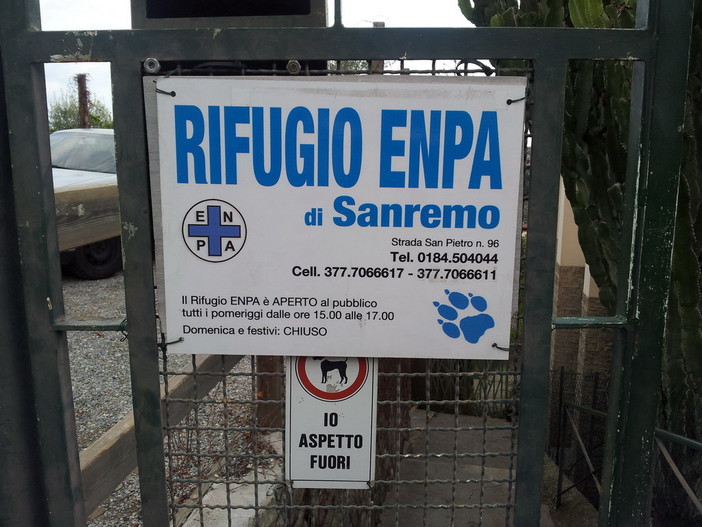 RIFUGIO ENPA
di Sanremo
E N
P A
Strada San Pietro n. 96
Tel. 0184.504044
Cell. 377.7066617 - 377.7066611
Il Rifugio ENPA è APERTO al pubblico
tutti i pomeriggi dalle ore 15.00 alle 17.00
Domenica e festivi: CHIUSO
IO
ASPETTO
FUORI